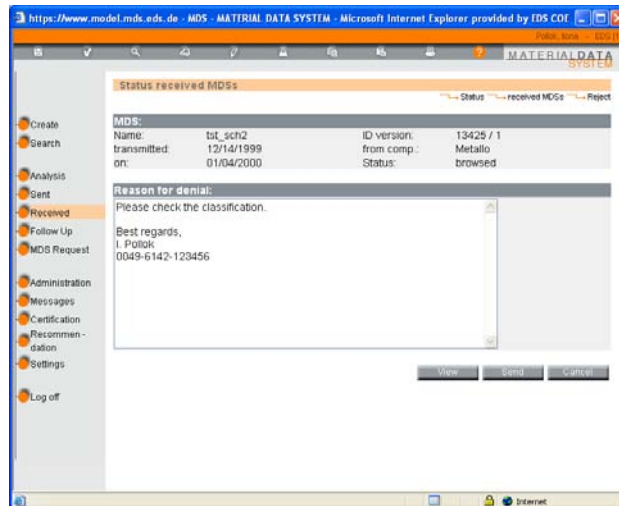 https://www.model.mds.eds.de - MDS - MATERIAL DATA SYSTEM - Microsoft Internet Explorer provided by EDS COE
Pollok, Ilona - EDS [1
MATERIALDATA
SYSTEM
Status received MDSs
Status received MDSs Reject
Create
Search
Analysis
Sent
Received
Follow Up
MDS Request
Administration
Messages
Certification
Recommen-
dation
Settings
Log off
MDS:
Name: tst_sch2 ID version: 13425 / 1
transmitted: 12/14/1999 from comp.: Metallo
on: 01/04/2000 Status: browsed
Reason for denial:
Please check the classification.
Best regards,
I. Pollok
0049-6142-123456
View Send Cancel
Internet